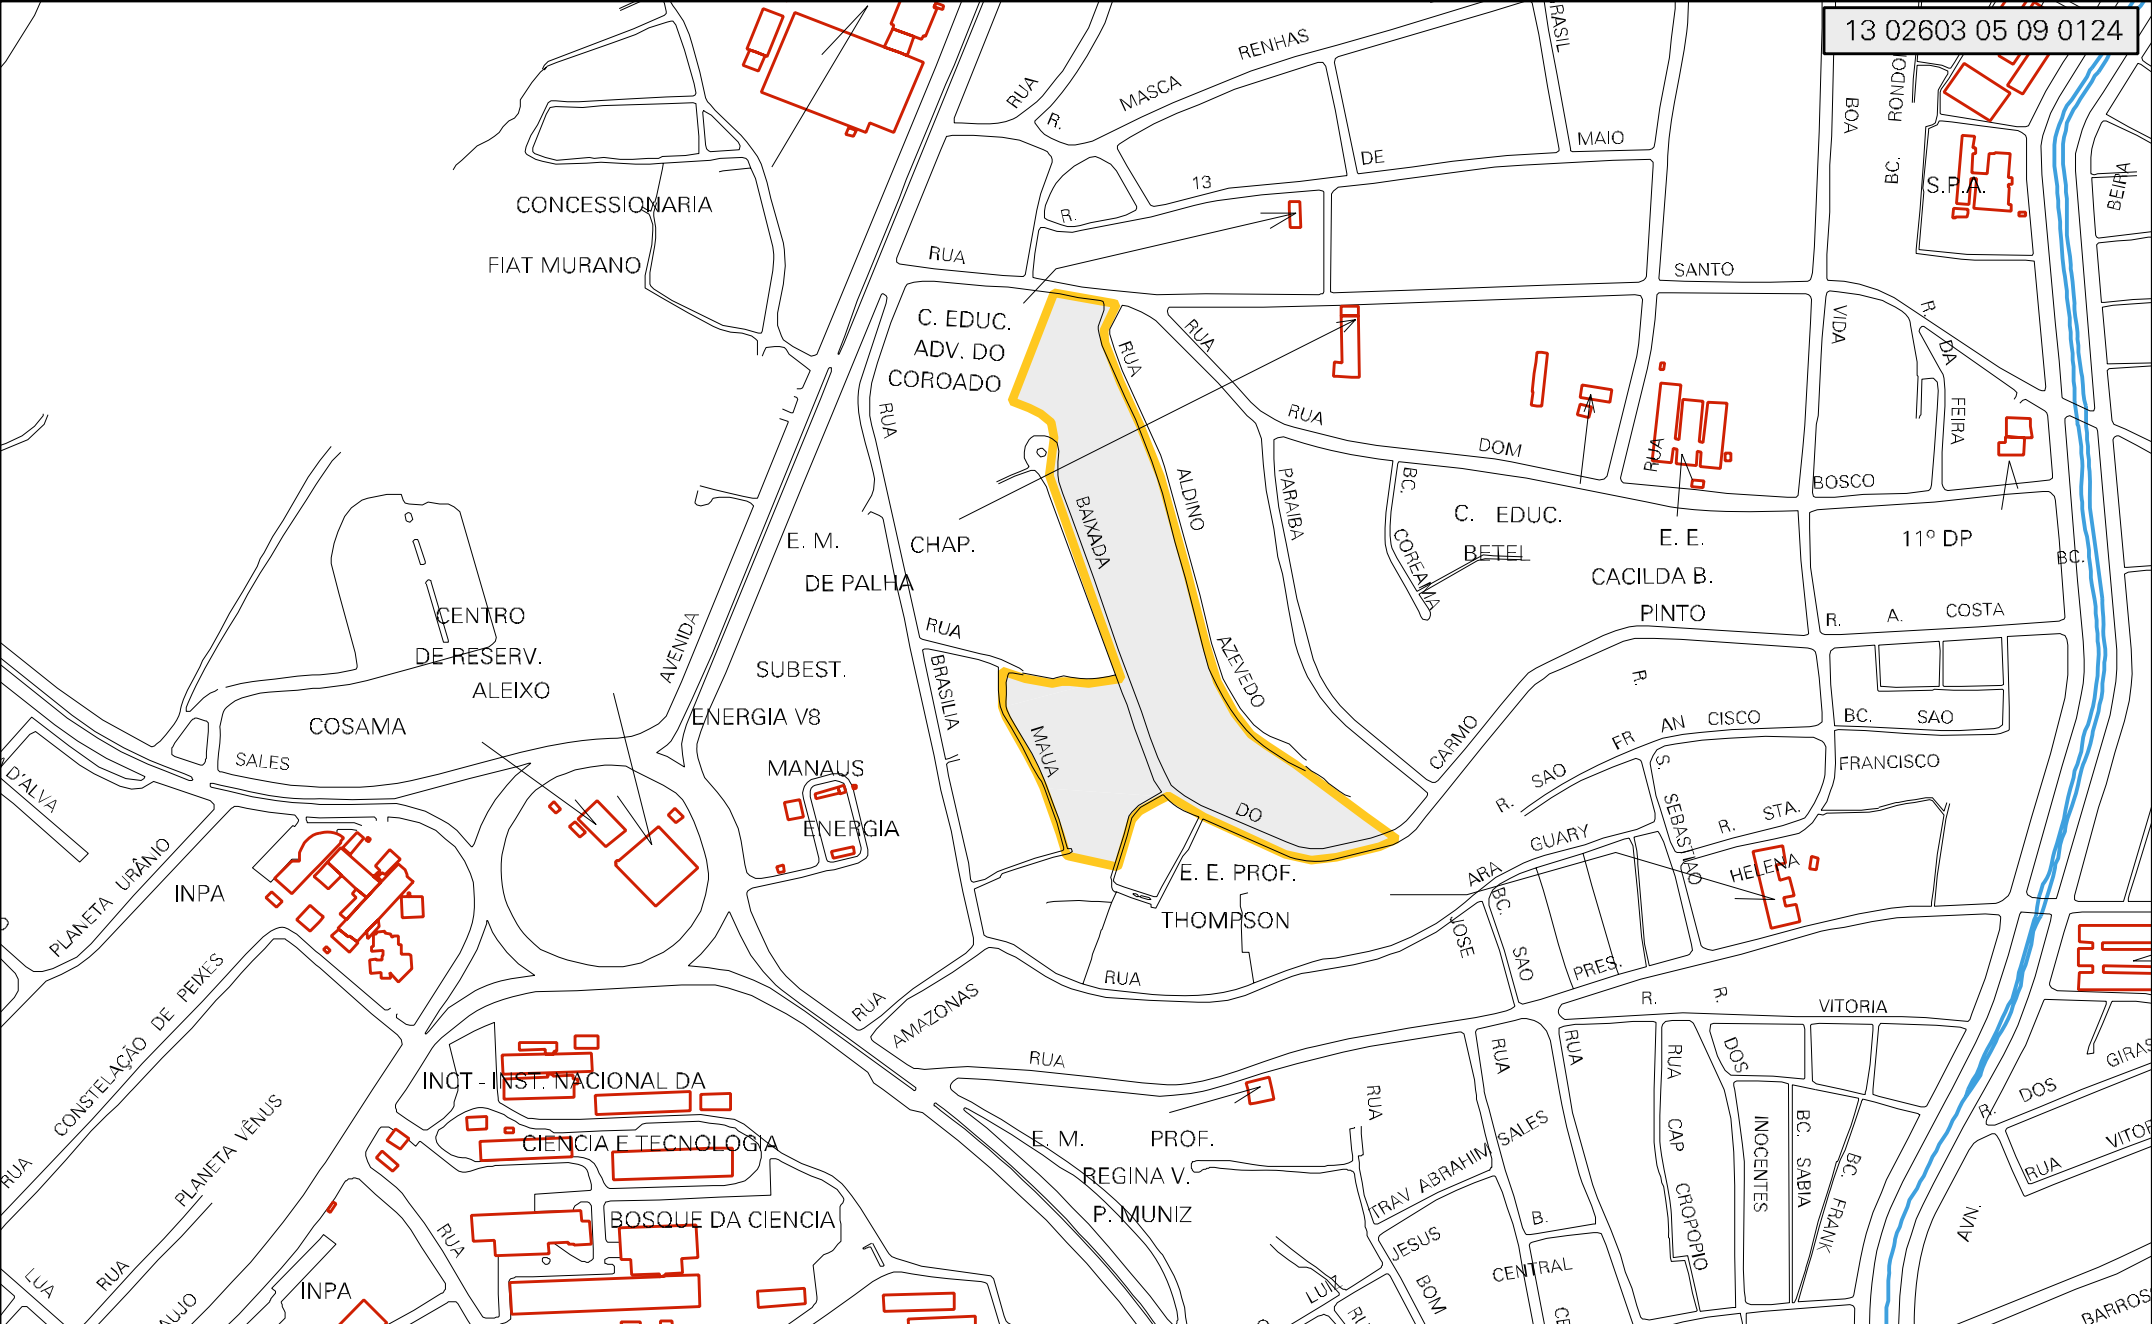 13 02603 05 09 0124
RENHAS
MASCA
RUA
R.
MAIO
DE
13
R.
BOA
BC.
S.P.A.
BEIRA
CONCESSIONARIA
FIAT MURANO
RUA
SANTO
C. EDUC.
ADV. DO
COROADO
RUA
RUA
RUA
RUA
DOM
BOSCO
VIDA
R.
DA
FEIRA
RUA
BAIXADA
ALDINO
PARAIBA
BC.
COREAMA
C. EDUC.
BETEL
E. E.
CACILDA B.
PINTO
11º DP
BC.
E. M.
CHAP.
DE PALHA
CENTRO
DE RESERV.
ALEIXO
AVENIDA
RUA
R.
A.
COSTA
SUBEST.
ENERGIA V8
BRASILIA
AZEVEDO
COSAMA
SALES
MANAUS
ENERGIA
MAUA
DO
CARMO
R.
SAO
FR
AN
CISCO
R.
BC.
SAO
FRANCISCO
S.
SEBASTIAO
R.
STA.
HELENA
GUARY
ARA
D'ALVA
PLANETA URÂNIO
INPA
E. E. PROF.
THOMPSON
JOSE
BC.
SAO
PRES.
RUA
CONSTELAÇÃO DE PEIXES
RUA
AMAZONAS
RUA
R.
R.
VITORIA
INCT - INST. NACIONAL DA
CIENCIA E TECNOLOGIA
BOSQUE DA CIENCIA
PLANETA VÊNUS
RUA
E. M.
PROF.
REGINA V.
P. MUNIZ
RUA
RUA
RUA
RUA
CAP
CROPOPIO
DOS
INOCENTES
BC.
SABIA
BC.
FRANK
DOS
R.
RUA
AVN.
TRAV ABRAHIM SALES
B.
CENTRAL
JESUS
BOM
LUIZ
RUA
RUA
LUA
INPA